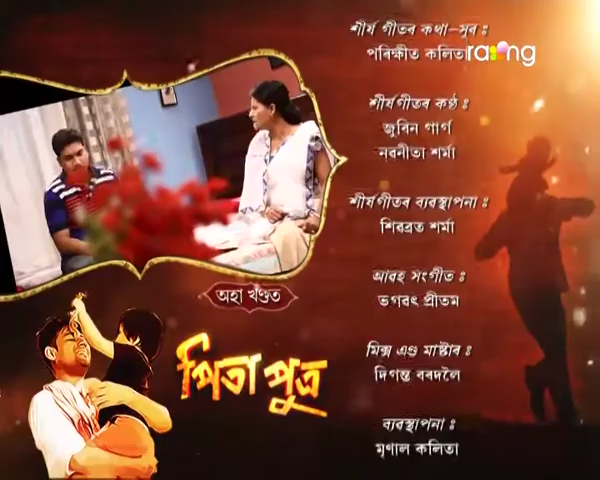 শীৰ্ষ গীতৰ কথা-সুৰ :
পৰিক্ষীত কলিতা
rang
শীৰ্ষগীতৰ কণ্ঠ :
জুবিন গাৰ্গ
নৱনীতা শৰ্মা
শীৰ্ষগীতৰ ব্যৱস্থাপনা :
শিৱব্ৰত শৰ্মা
আৱহ সংগীত :
ভগৱৎ প্ৰীতম
মিক্স এণ্ড মাষ্টাৰ :
দিগন্ত বৰদলৈ
ব্যৱস্থাপনা :
মৃণাল কলিতা
অহা খণ্ডত
পিতা পুত্ৰ